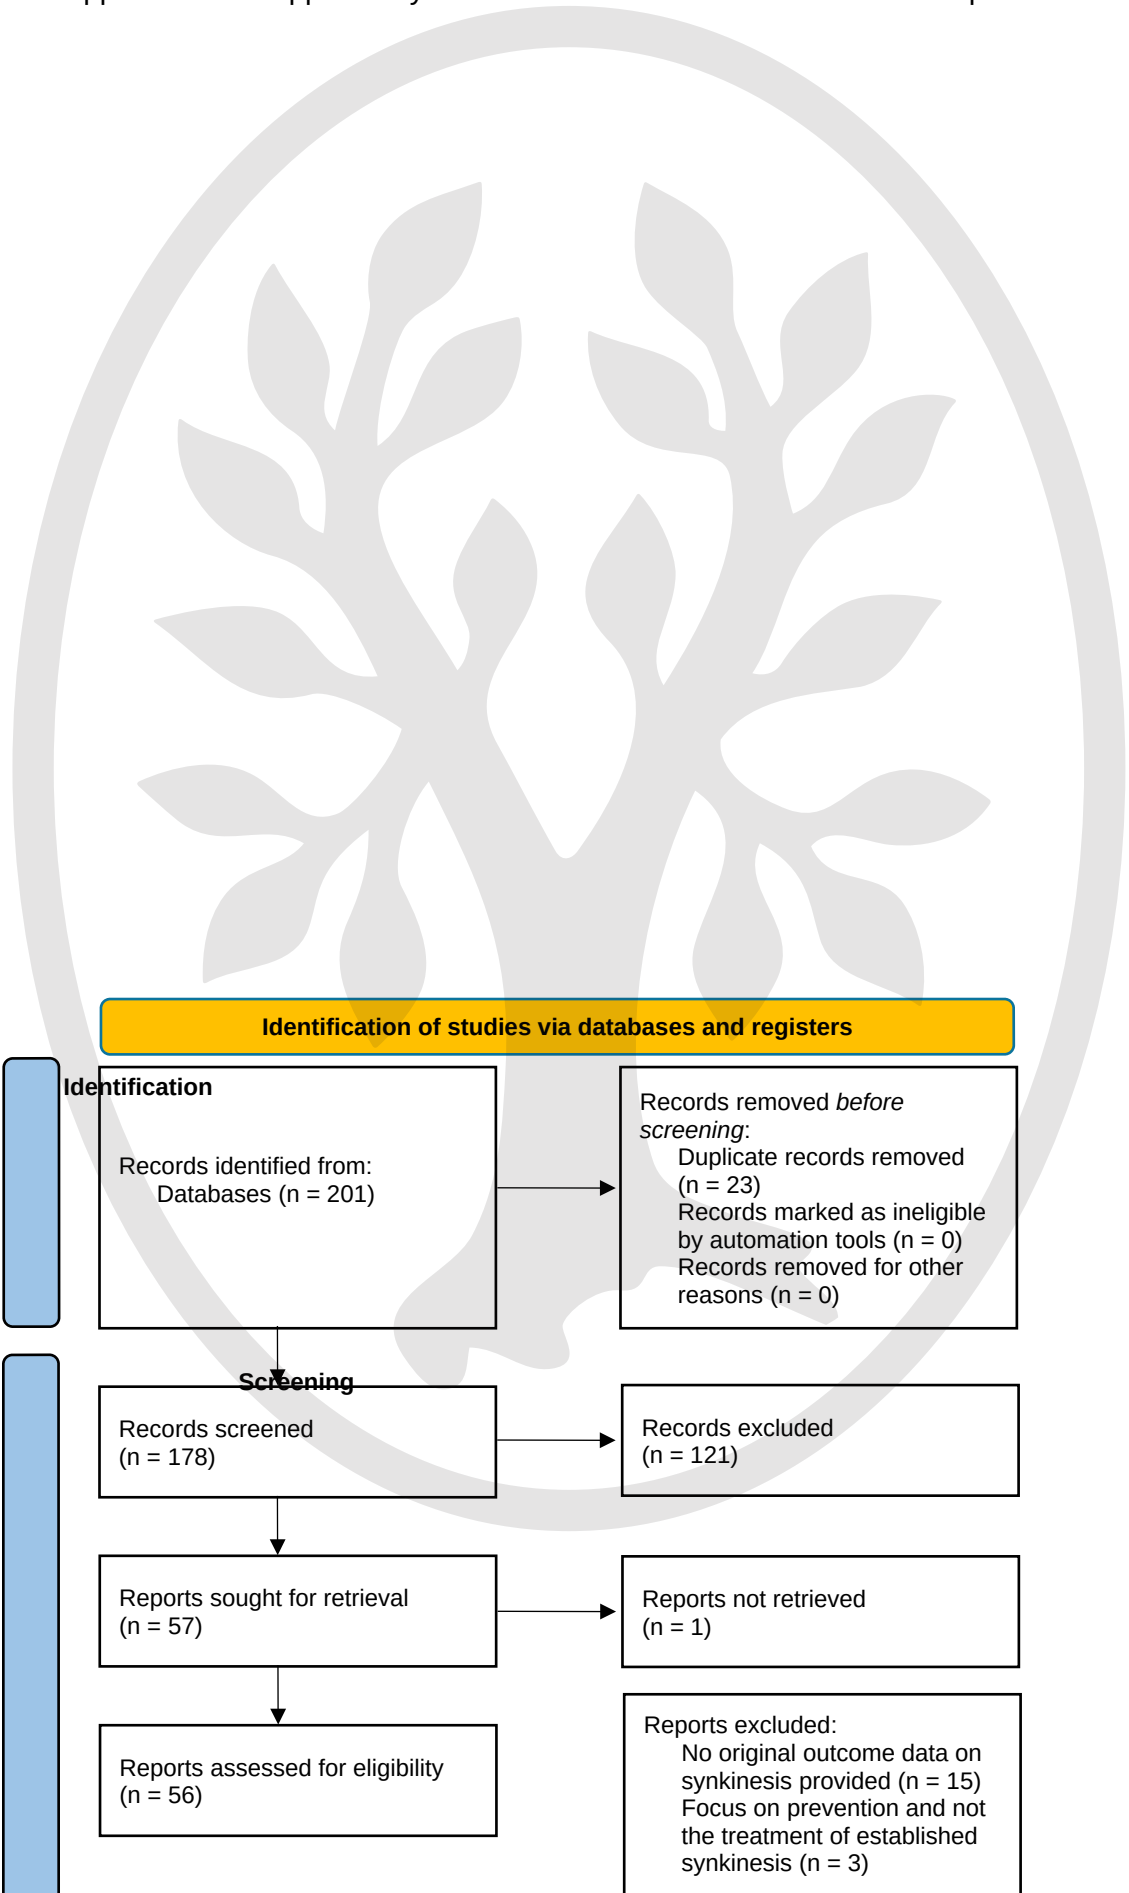 Identification of studies via databases and registers
Identification
Records identified from:
Databases (n = 201)
Records removed before
screening:
Duplicate records removed
(n = 23)
Records marked as ineligible
by automation tools (n = 0)
Records removed for other
reasons (n = 0)
Screening
Records screened
(n = 178)
Records excluded
(n = 121)
Reports sought for retrieval
(n = 57)
Reports not retrieved
(n = 1)
Reports assessed for eligibility
(n = 56)
Reports excluded:
No original outcome data on
synkinesis provided (n = 15)
Focus on prevention and not
the treatment of established
synkinesis (n = 3)